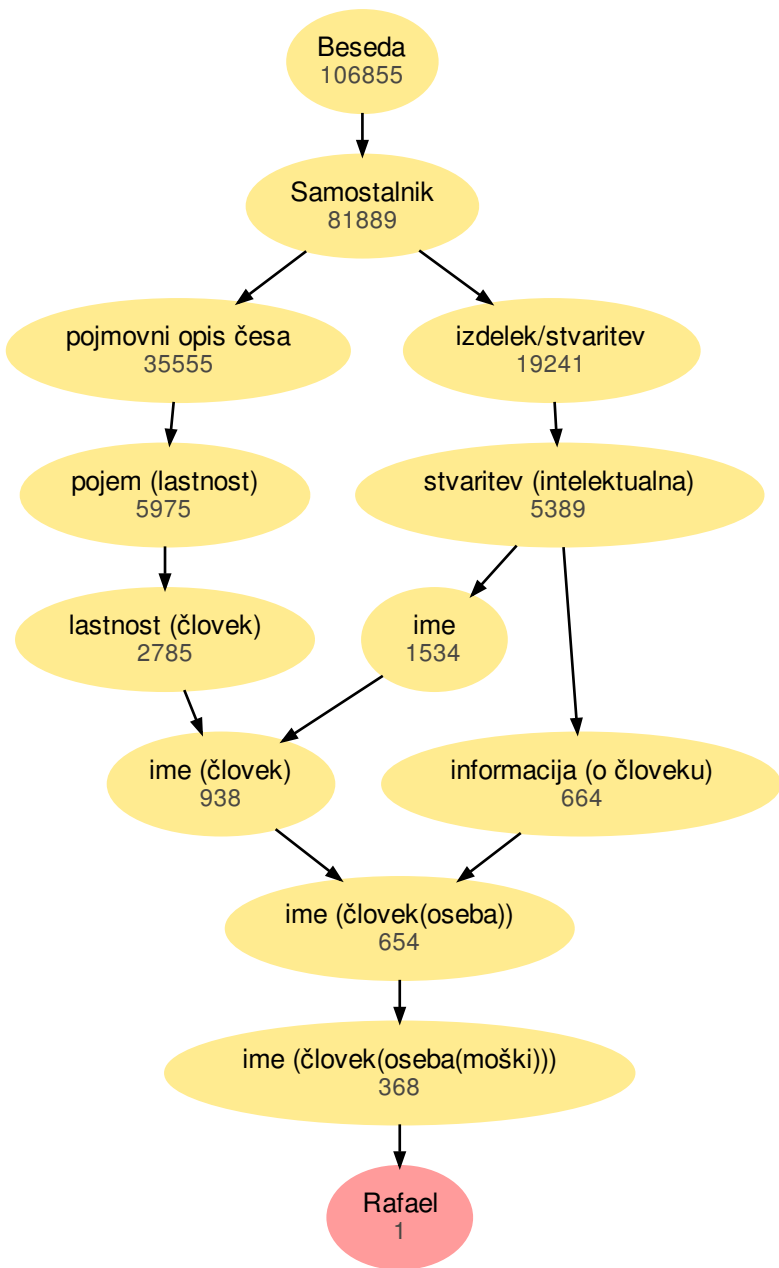 Beseda
106855
Samostalnik
81889
pojmovni opis česa
35555
izdelek/stvaritev
19241
pojem (lastnost)
5975
stvaritev (intelektualna)
5389
lastnost (človek)
2785
ime
1534
ime (človek)
938
informacija (o človeku)
664
ime (človek(oseba))
654
ime (človek(oseba(moški)))
368
Rafael
1